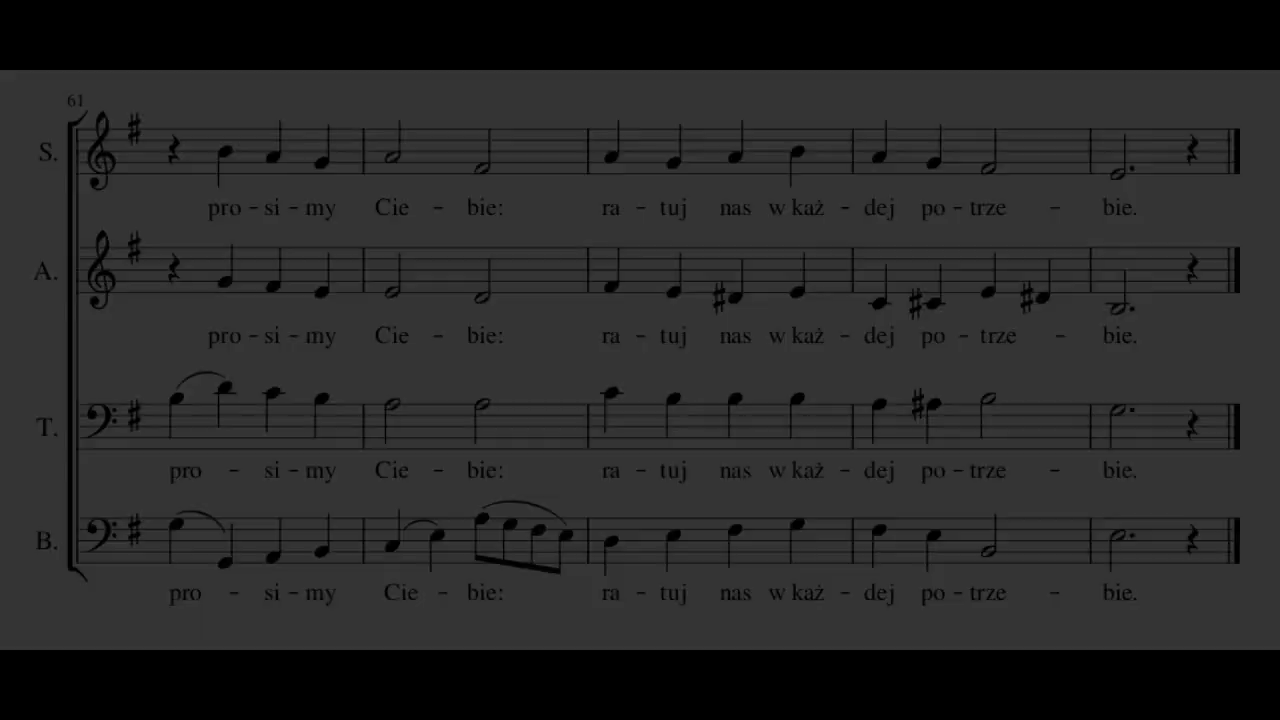 61
S.
pro - si - my Cie - bie: ra - tuj nas w każ - dej po - trze - bie.
A.
pro - si - my Cie - bie: ra - tuj nas w każ - dej po - trze - bie.
T.
pro - si - my Cie - bie: ra - tuj nas w każ - dej po - trze - bie.
B.
pro - si - my Cie - bie: ra - tuj nas w każ - dej po - trze - bie.